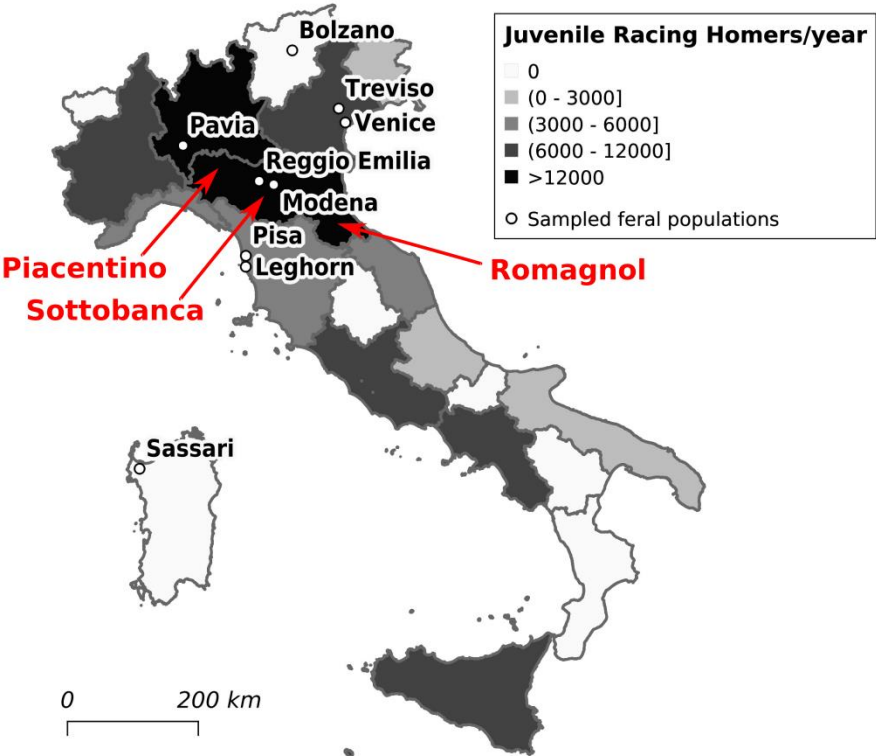 Bolzano
Treviso
Venice
Pavia
Reggio Emilia
Modena
Pisa
Leghorn
Piacentino
Sottobanca
Romagnol
Sassari
0 200 km
Juvenile Racing Homers/year
0
(0 - 3000]
(3000 - 6000]
(6000 - 12000]
>12000
Sampled feral populations